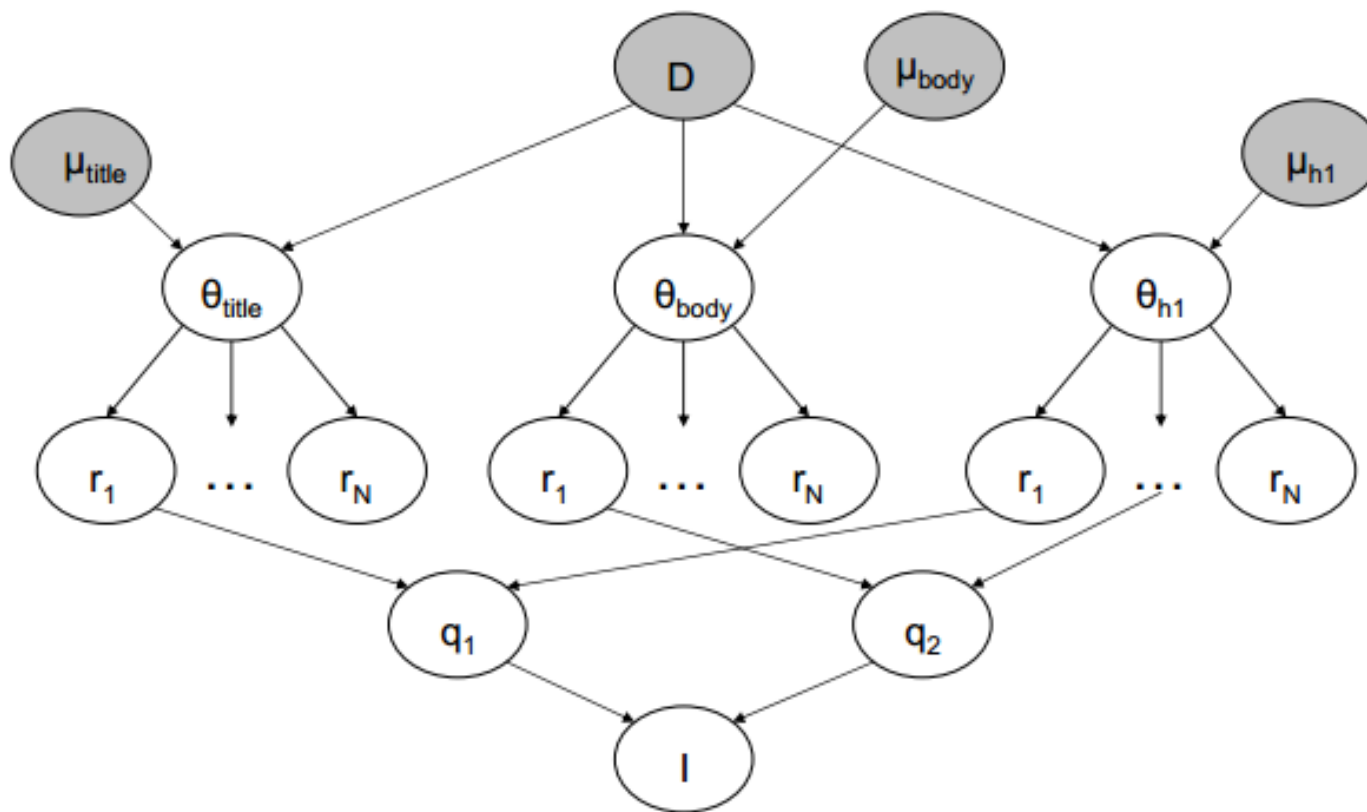 D
μbody
μtitle
μh1
θtitle
θbody
θh1
r1 ... rN
r1 ... rN
r1 ... rN
q1
q2
I